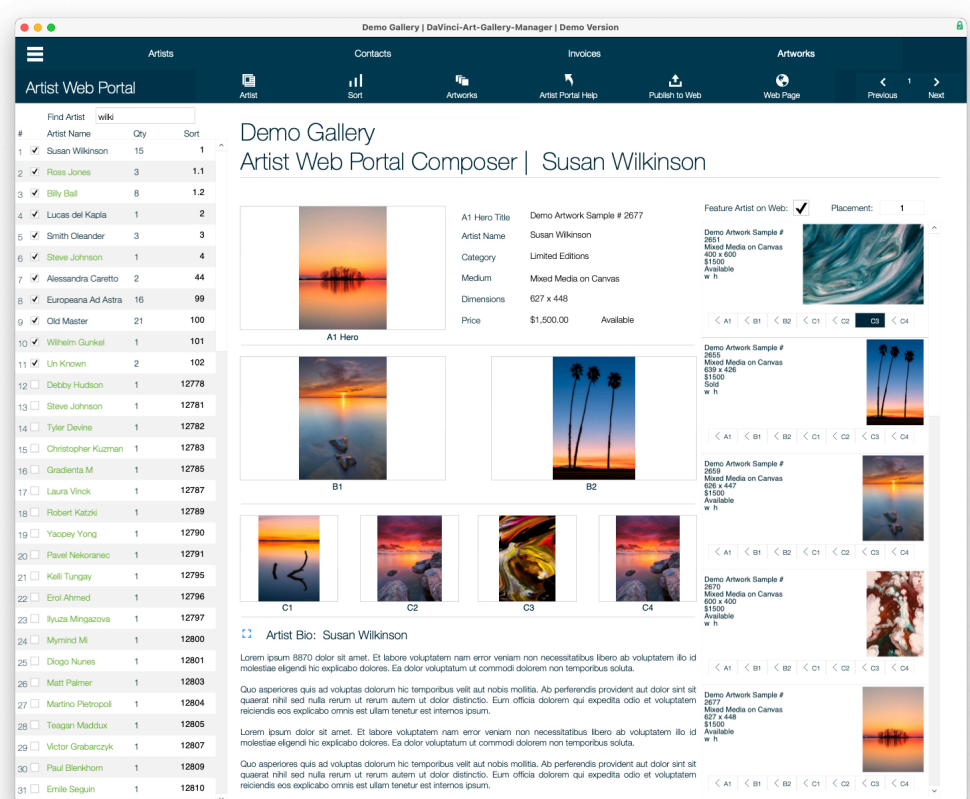 Demo Gallery | DaVinci-Art-Gallery-Manager | Demo Version
Artists Contacts Invoices Artworks
Artist Web Portal
Artist Sort Artworks Artist Portal Help Publish to Web Web Page Previous 1 Next
Find Artist wilki
# Artist Name Qty Sort
1 Susan Wilkinson 15 1
2 Ross Jones 3 1.1
3 Billy Ball 8 1.2
4 Lucas del Kapla 1 2
5 Smith Oleander 3 3
6 Steve Johnson 1 4
7 Alessandra Caretto 2 44
8 Europeana Ad Astra 16 99
9 Old Master 21 100
10 Wilhelm Gunkel 1 101
11 Un Known 2 102
12 Debby Hudson 1 12778
13 Steve Johnson 1 12781
14 Tyler Devine 1 12782
15 Christopher Kuzman 1 12783
16 Gradienta M 1 12785
17 Laura Vinck 1 12787
18 Robert Katzki 1 12789
19 Yaopey Yong 1 12790
20 Pavel Nekoranec 1 12791
21 Kelli Tungay 1 12795
22 Erol Ahmed 1 12796
23 Ilyuza Mingazova 1 12797
24 Mymind Mi 1 12800
25 Diogo Nunes 1 12801
26 Matt Palmer 1 12803
27 Martino Pietropoli 1 12804
28 Teagan Maddux 1 12805
29 Victor Grabarczyk 1 12807
30 Paul Blenkhorn 1 12809
31 Emile Seguin 1 12810
Demo Gallery
Artist Web Portal Composer | Susan Wilkinson
A1 Hero
A1 Hero Title Demo Artwork Sample # 2677
Artist Name Susan Wilkinson
Category Limited Editions
Medium Mixed Media on Canvas
Dimensions 627 x 448
Price $1,500.00 Available
B1 B2
C1 C2 C3 C4
Artist Bio: Susan Wilkinson
Lorem ipsum 8870 dolor sit amet. Et labore voluptatem nam error veniam non necessitatibus libero ab voluptatem illo id
molestiae eligendi hic explicabo dolores. Ea dolor voluptatum ut commodi dolorem non temporibus soluta.
Quo asperiores quis ad voluptas dolorum hic temporibus velit aut nobis mollitia. Ab perferendis provident aut dolor sint sit
quaerat nihil sed nulla rerum ut rerum autem ut dolor distinctio. Eum officia dolorem qui expedita odio et voluptatem
reiciendis eos explicabo omnis est ullam tenetur est internos ipsum.
Lorem ipsum dolor sit amet. Et labore voluptatem nam error veniam non necessitatibus libero ab voluptatem illo id
molestiae eligendi hic explicabo dolores. Ea dolor voluptatum ut commodi dolorem non temporibus soluta.
Quo asperiores quis ad voluptas dolorum hic temporibus velit aut nobis mollitia. Ab perferendis provident aut dolor sint sit
quaerat nihil sed nulla rerum ut rerum autem ut dolor distinctio. Eum officia dolorem qui expedita odio et voluptatem
reiciendis eos explicabo omnis est ullam tenetur est internos ipsum.
Feature Artist on Web: Placement: 1
Demo Artwork Sample #
2651
Mixed Media on Canvas
400 x 600
$1500
Available
w h
A1 B1 B2 C1 C2 C3 C4
Demo Artwork Sample #
2655
Mixed Media on Canvas
639 x 426
$1500
Sold
w h
A1 B1 B2 C1 C2 C3 C4
Demo Artwork Sample #
2659
Mixed Media on Canvas
626 x 447
$1500
Available
w h
A1 B1 B2 C1 C2 C3 C4
Demo Artwork Sample #
2670
Mixed Media on Canvas
600 x 400
$1500
Available
w h
A1 B1 B2 C1 C2 C3 C4
Demo Artwork Sample #
2677
Mixed Media on Canvas
627 x 448
$1500
Available
w h
A1 B1 B2 C1 C2 C3 C4